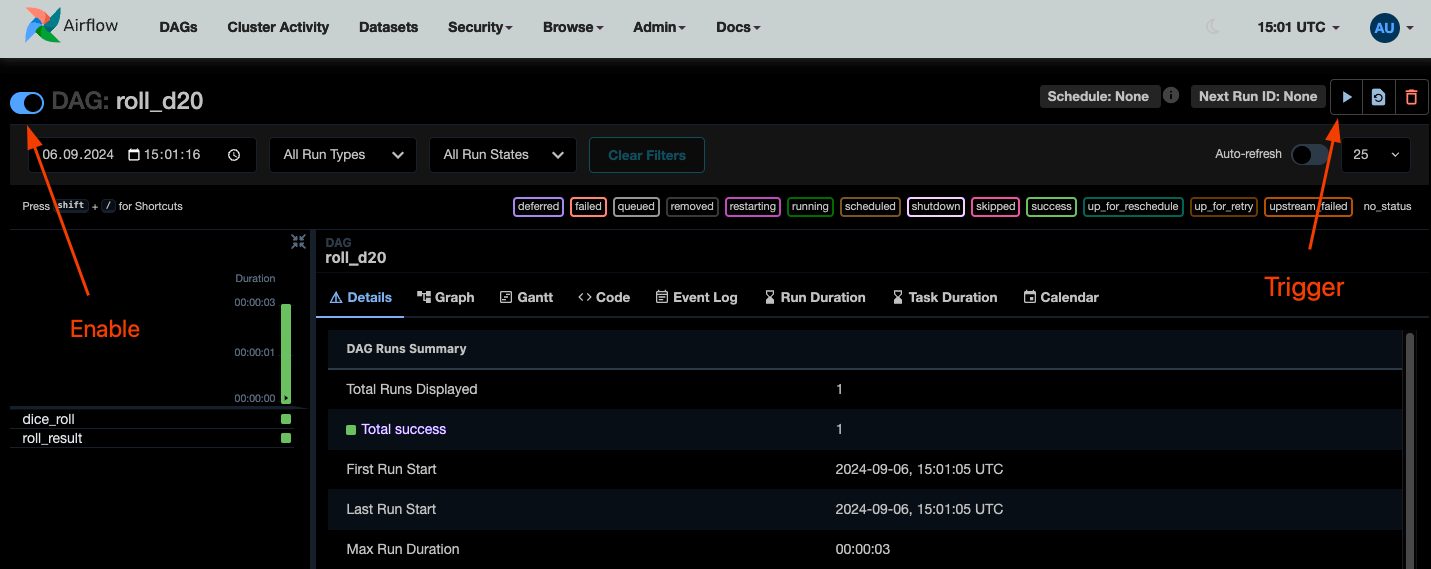 Airflow DAGs Cluster Activity Datasets Security Browse Admin Docs 15:01 UTC AU
DAG: roll_d20 Schedule: None Next Run ID: None
06.09.2024 15:01:16 All Run Types All Run States Clear Filters Auto-refresh 25
Press shift + / for Shortcuts deferred failed queued removed restarting running scheduled shutdown skipped success up_for_reschedule up_for_retry upstream_failed no_status
DAG
roll_d20
Trigger
Details Graph Gantt Code Event Log Run Duration Task Duration Calendar
Duration
00:00:03
Enable
00:00:01
00:00:00
dice_roll
roll_result
DAG Runs Summary
Total Runs Displayed 1
Total success 1
First Run Start 2024-09-06, 15:01:05 UTC
Last Run Start 2024-09-06, 15:01:05 UTC
Max Run Duration 00:00:03